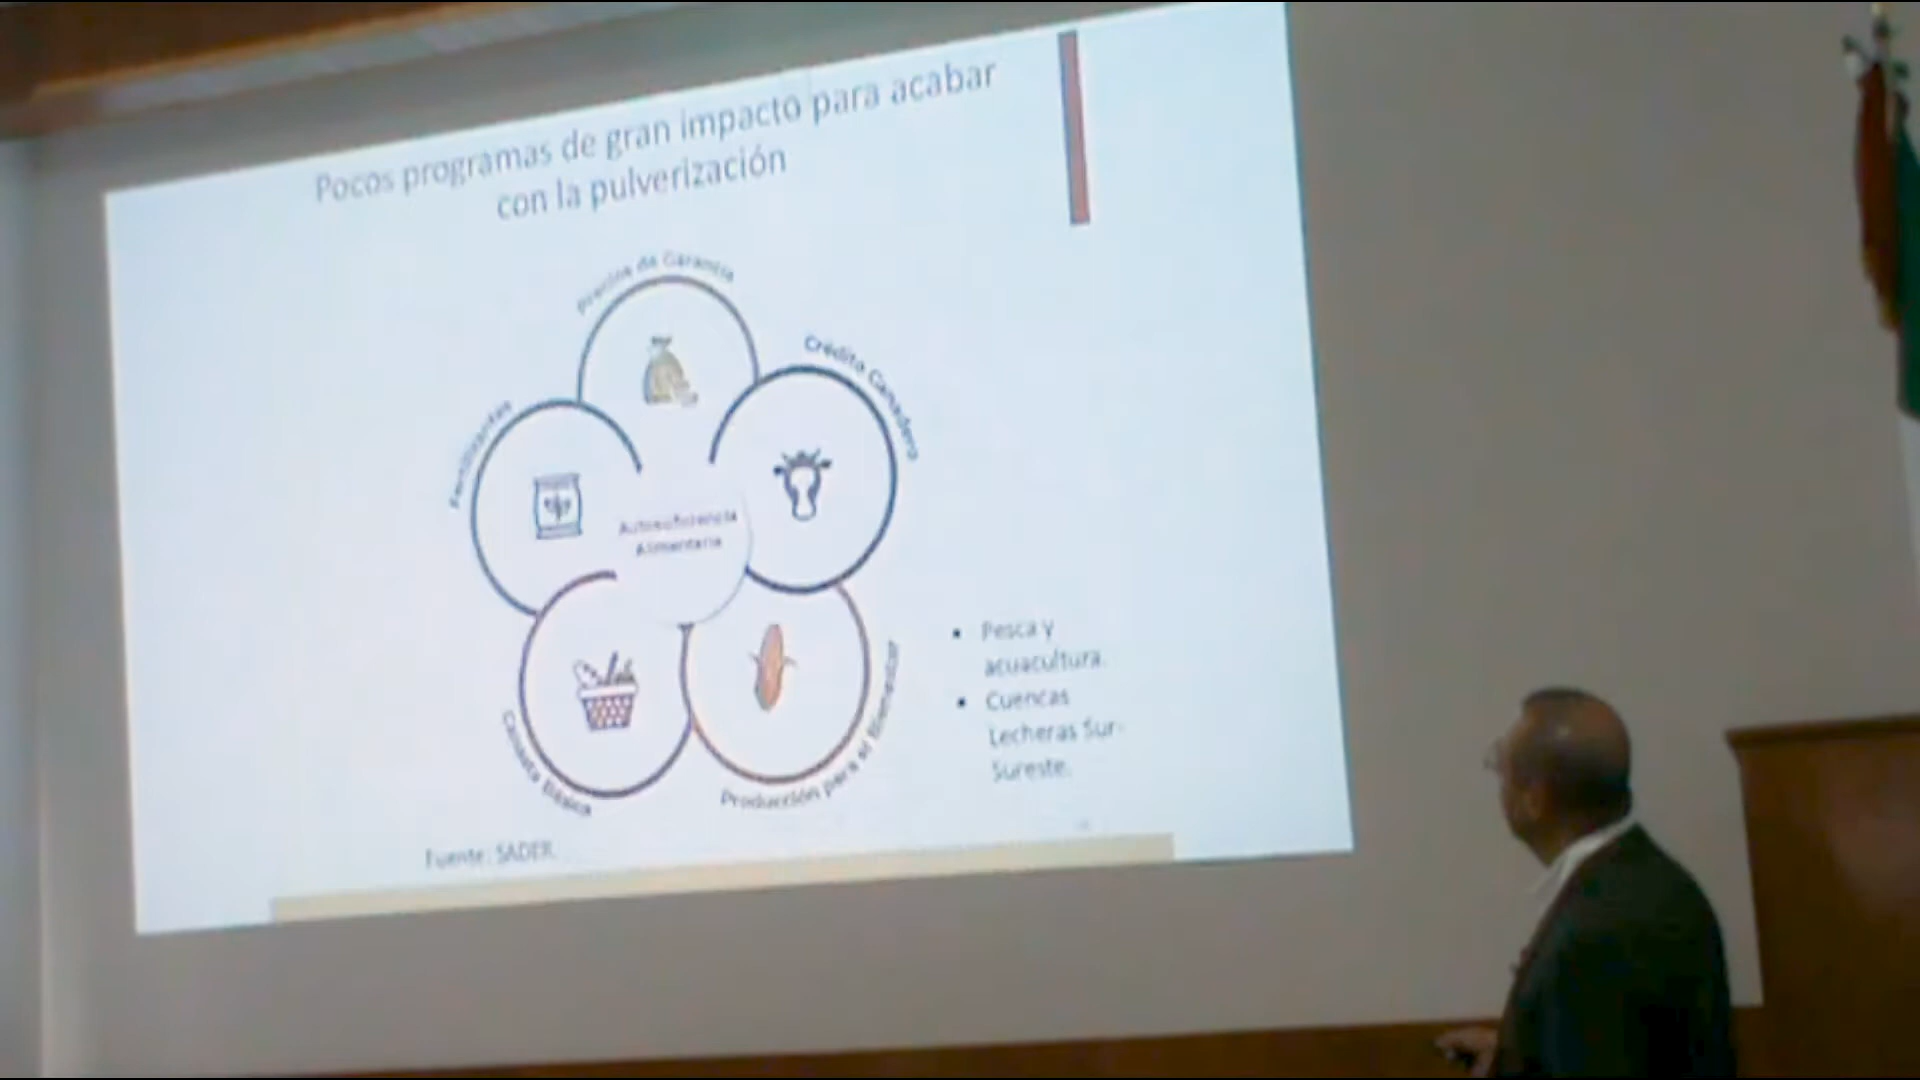 Pocos programas de gran impacto para acabar
con la pulverización
Precios de Garantía
Crédito Ganadero
Fertilizantes
Autosuficiencia
Alimentaria
Canasta Básica
Producción para el Bienestar
• Pesca y
acuacultura.
• Cuencas
Lecheras Sur-
Sureste.
Fuente: SADER.